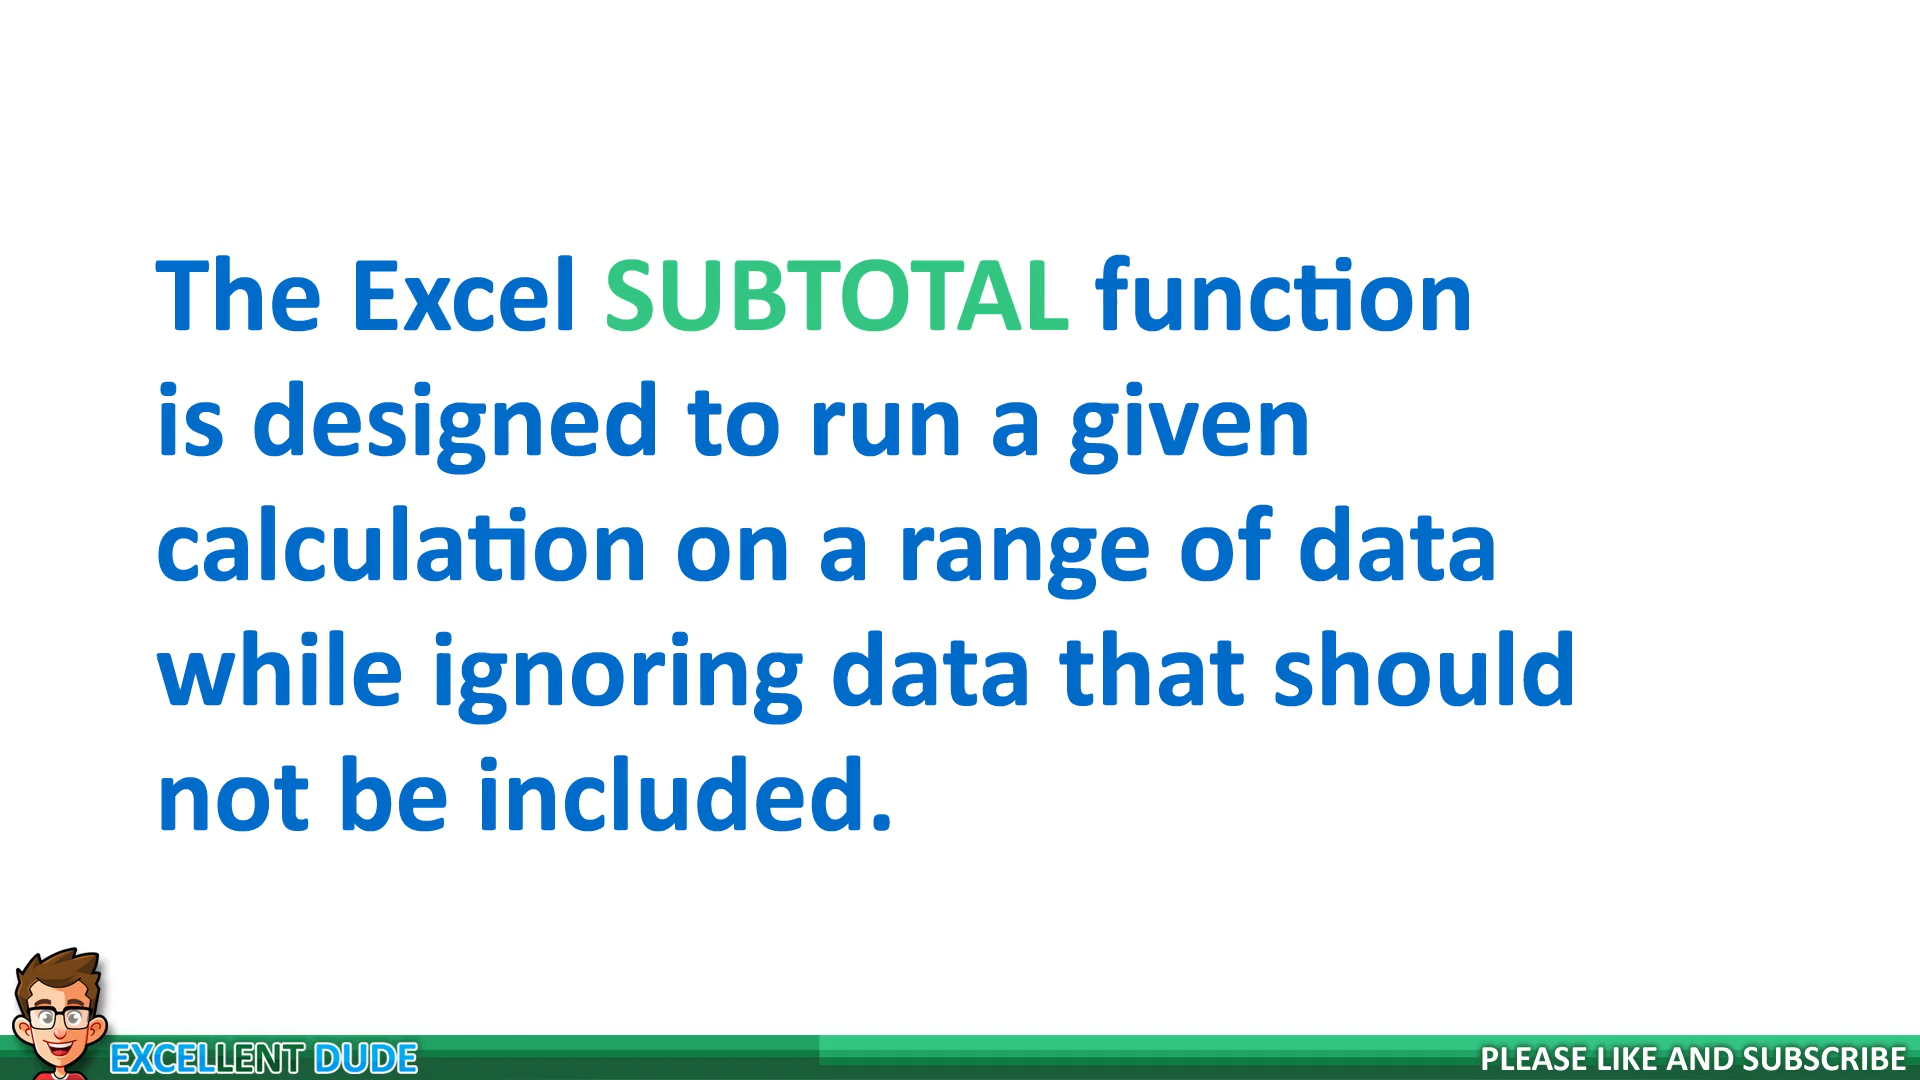 The Excel SUBTOTAL function
is designed to run a given
calculation on a range of data
while ignoring data that should
not be included.
EXCELLENT DUDE
PLEASE LIKE AND SUBSCRIBE